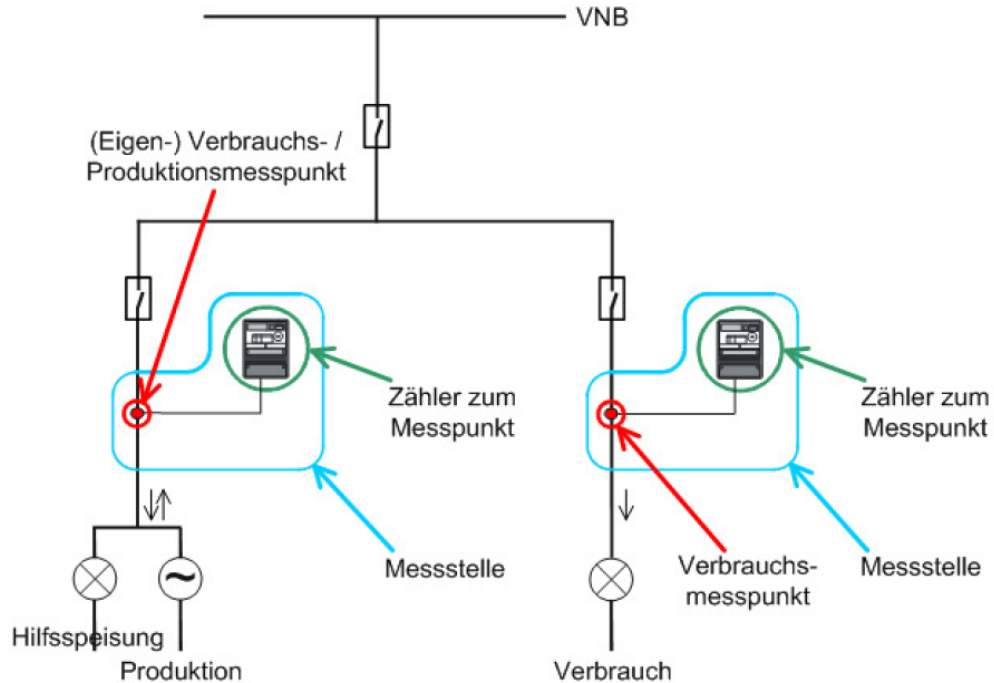 VNB
(Eigen-) Verbrauchs- /
Produktionsmesspunkt
Zähler zum
Messpunkt
Zähler zum
Messpunkt
Messstelle
Verbrauchs-
messpunkt
Messstelle
Hilfsspeisung
Produktion
Verbrauch